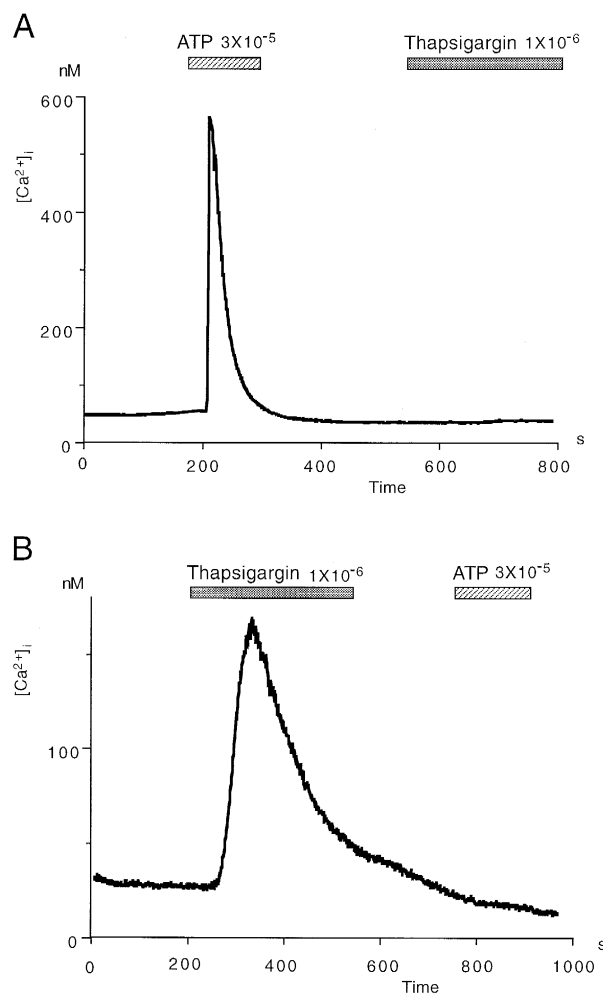 A
ATP 3X10-5
Thapsigargin 1X10-6
nM
600
400
200
0
[Ca2+]i
0 200 400 600 800 s
Time
B
Thapsigargin 1X10-6
ATP 3X10-5
nM
[Ca2+]i
100
0
0 200 400 600 800 1000 s
Time